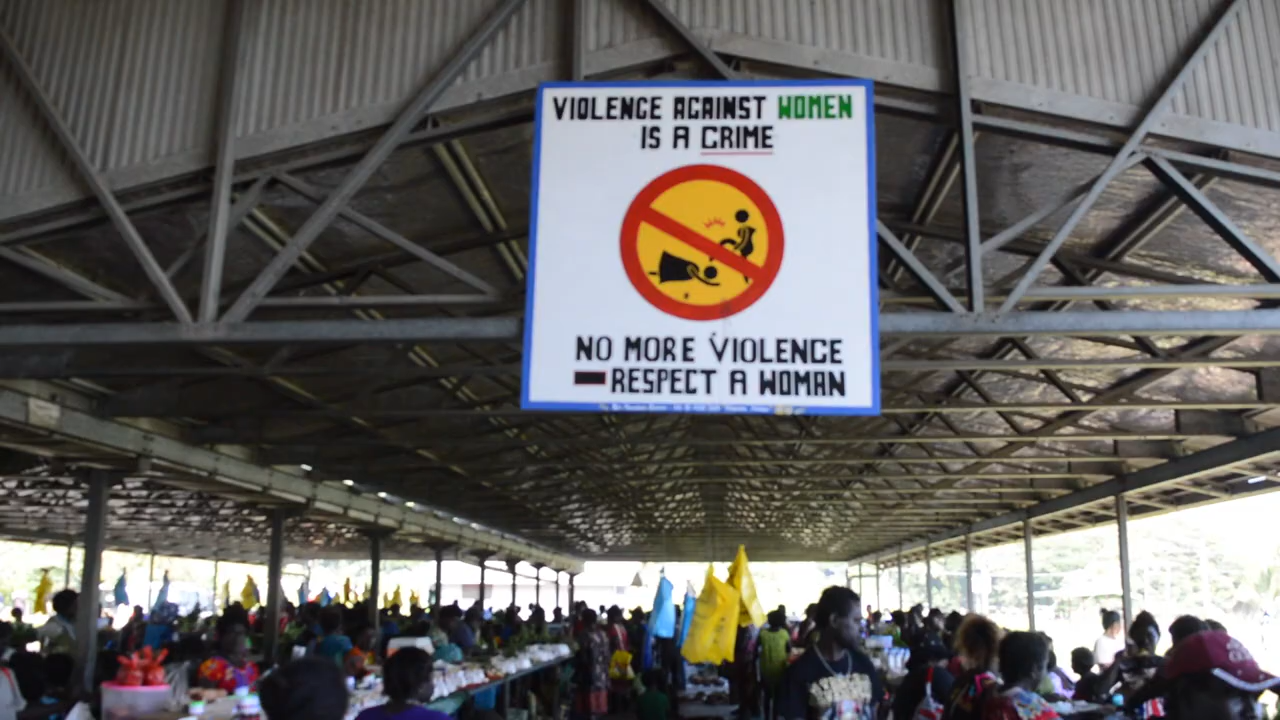 VIOLENCE AGAINST WOMEN
IS A CRIME
NO MORE VIOLENCE
RESPECT A WOMAN